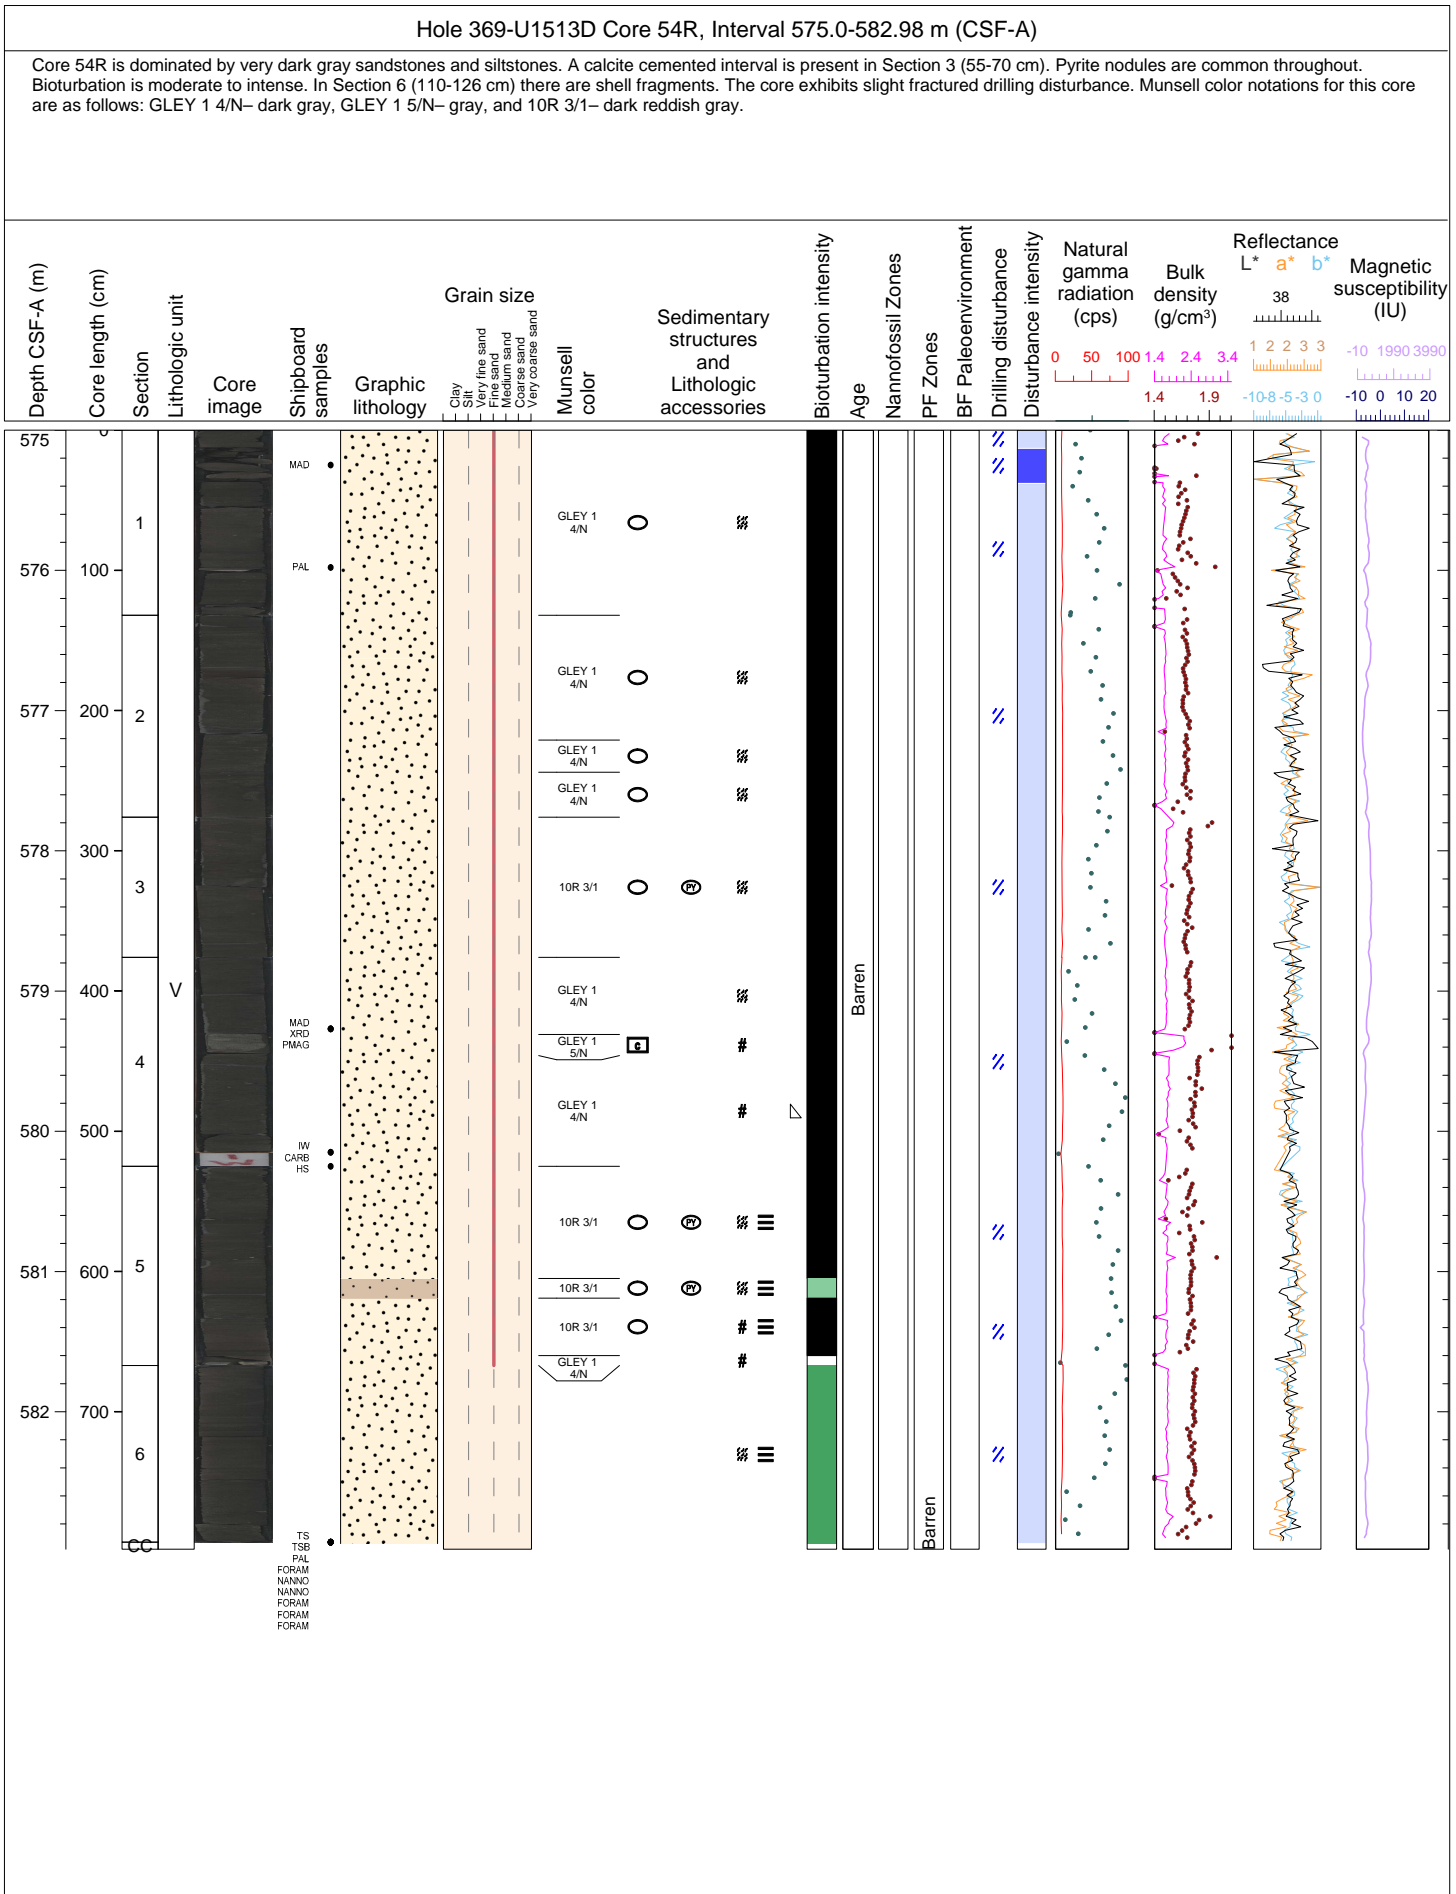 Hole 369-U1513D Core 54R, Interval 575.0-582.98 m (CSF-A)
Core 54R is dominated by very dark gray sandstones and siltstones. A calcite cemented interval is present in Section 3 (55-70 cm). Pyrite nodules are common throughout.
Bioturbation is moderate to intense. In Section 6 (110-126 cm) there are shell fragments. The core exhibits slight fractured drilling disturbance. Munsell color notations for this core
are as follows: GLEY 1 4/N– dark gray, GLEY 1 5/N– gray, and 10R 3/1– dark reddish gray.
Depth CSF-A (m)
Core length (cm)
Section
Lithologic unit
Core
image
Shipboard
samples
Graphic
lithology
Grain size
Clay
Silt
Very fine sand
Fine sand
Medium sand
Coarse sand
Very coarse sand
Munsell
color
Sedimentary
structures
and
Lithologic
accessories
Bioturbation intensity
Age
Nannofossil Zones
PF Zones
BF Paleoenvironment
Drilling disturbance
Disturbance intensity
Natural
gamma
radiation
(cps)
0 50 100
Bulk
density
(g/cm³)
1.4 2.4 3.4
1.4 1.9
Reflectance
L* a* b*
38
1 2 2 3 3
-10-8 -5 -3 0
Magnetic
susceptibility
(IU)
-10 1990 3990
-10 0 10 20
575
576
577
578
579
580
581
582
0
100
200
300
400
500
600
700
1
2
3
4
5
6
CC
V
MAD
PAL
MAD
XRD
PMAG
IW
CARB
HS
TS
TSB
PAL
FORAM
NANNO
NANNO
FORAM
FORAM
FORAM
GLEY 1
4/N
GLEY 1
4/N
GLEY 1
4/N
GLEY 1
4/N
10R 3/1
PY
GLEY 1
4/N
GLEY 1
5/N
c
#
GLEY 1
4/N
#
10R 3/1
PY
10R 3/1
PY
10R 3/1
#
GLEY 1
4/N
#
Barren
Barren